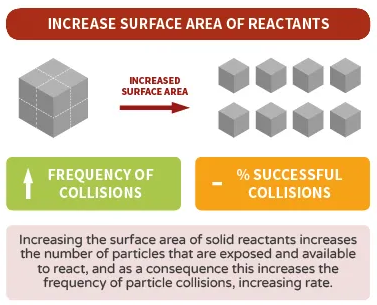 INCREASE SURFACE AREA OF REACTANTS
INCREASED
SURFACE AREA
FREQUENCY OF
COLLISIONS
- % SUCCESSFUL
COLLISIONS
Increasing the surface area of solid reactants increases
the number of particles that are exposed and available
to react, and as a consequence this increases the
frequency of particle collisions, increasing rate.